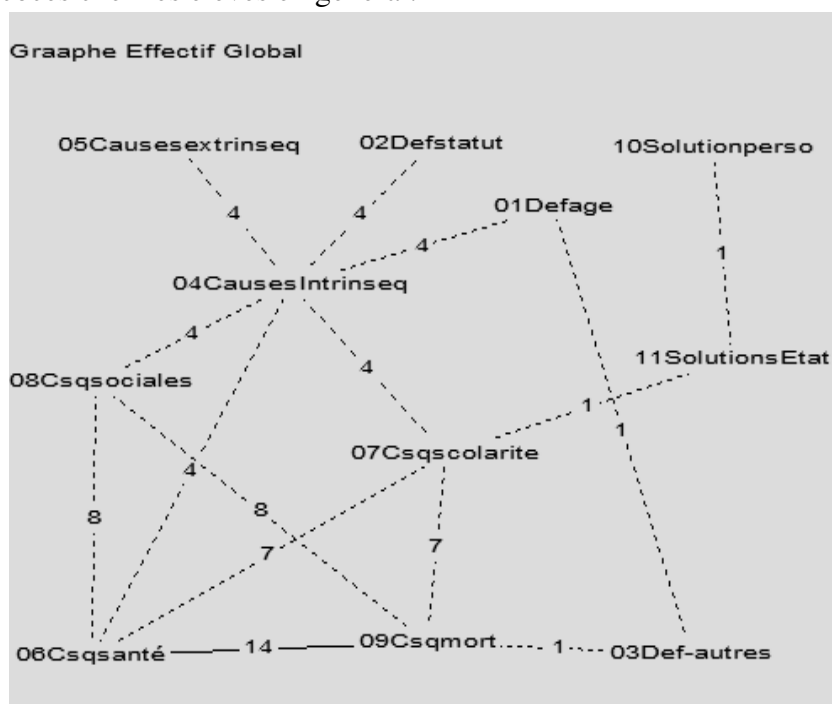 Graaphe Effectif Global
05Causesextrinseq
02Defstatut
10Solutionperso
01Defage
4
4
4
1
04CausesIntrinseq
4
11SolutionsEtat
4
08Csqsociales
1
1
07Csqscolarite
4
8
8
7
7
06Csqsanté
14
09Csqmort
1
03Def-autres